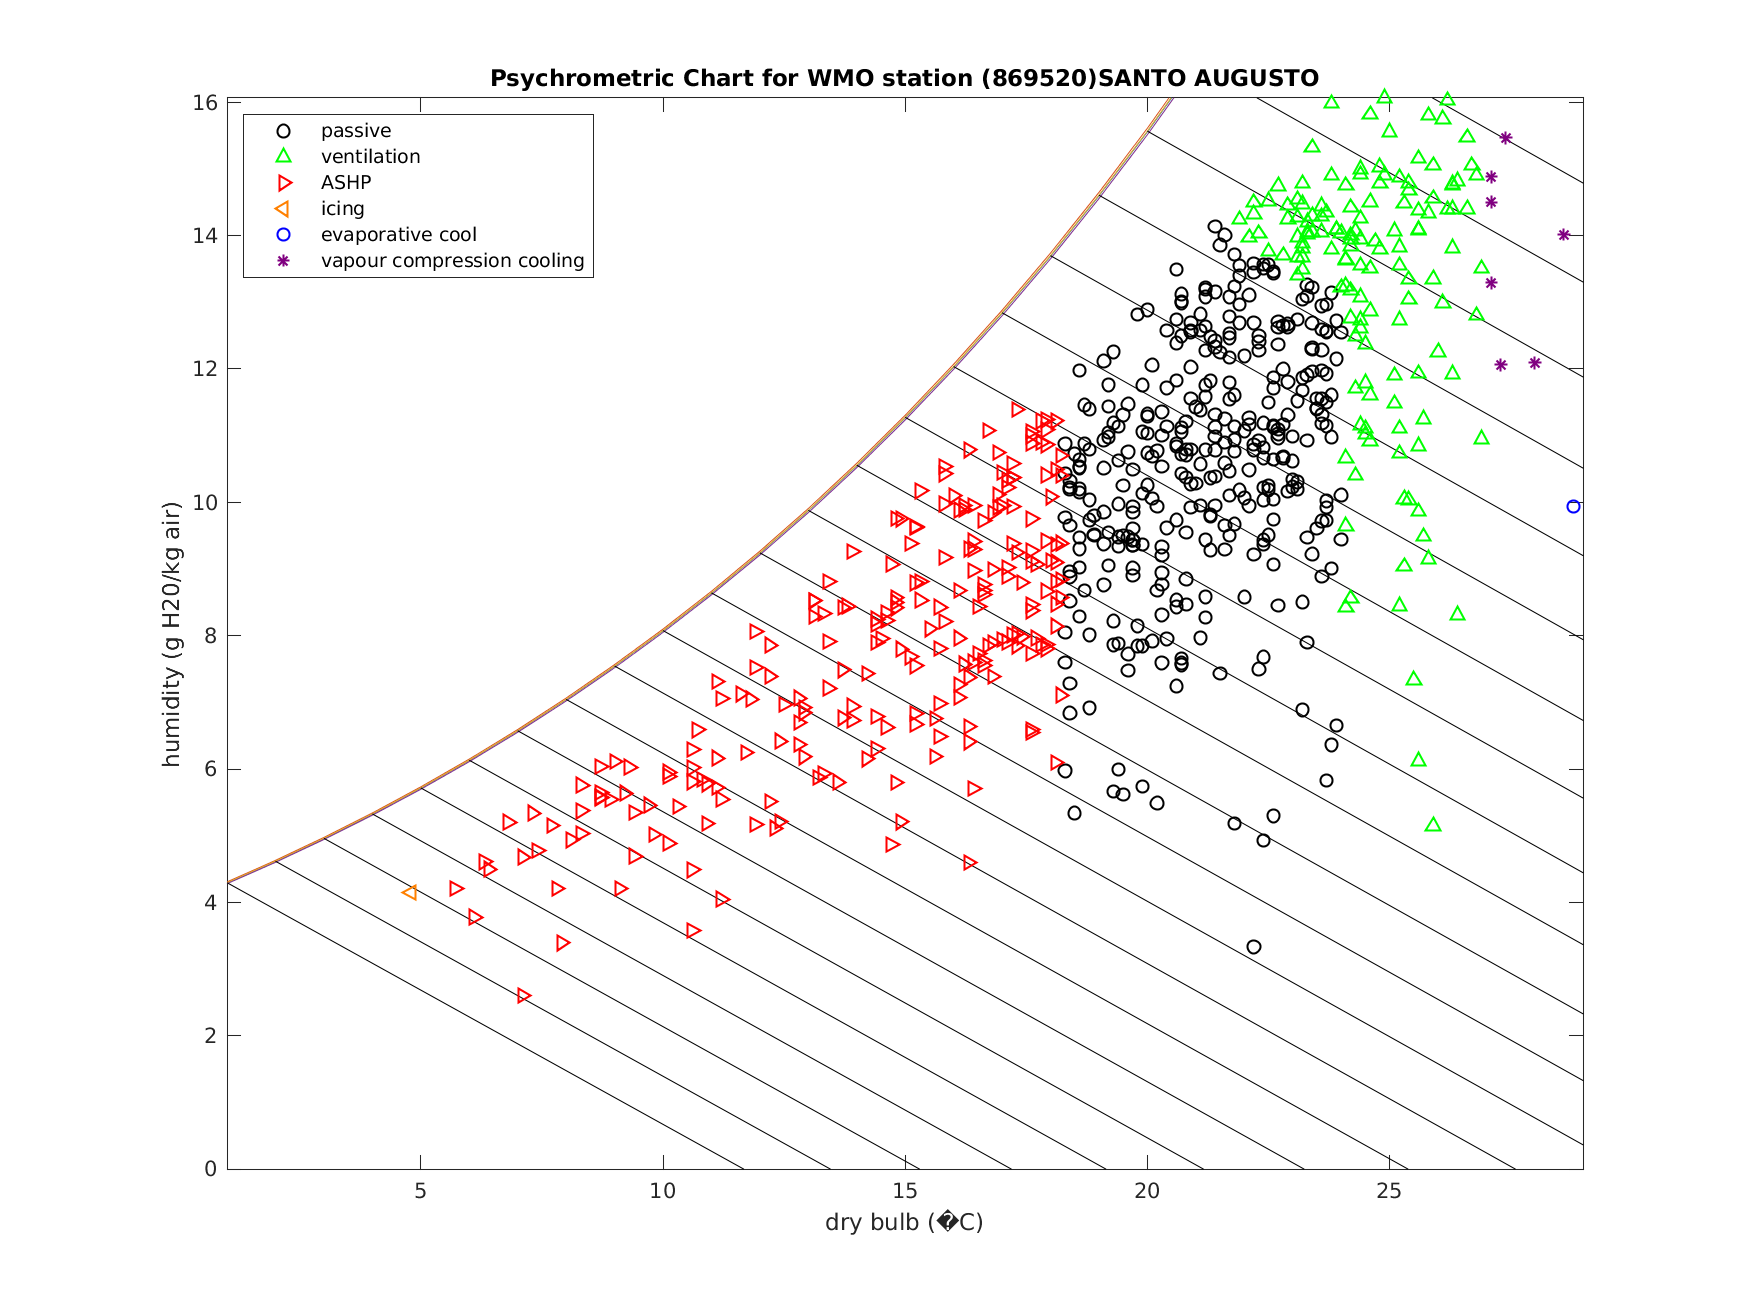 Psychrometric Chart for WMO station (869520)SANTO AUGUSTO
passive
ventilation
ASHP
icing
evaporative cool
vapour compression cooling
humidity (g H20/kg air)
16
14
12
10
8
6
4
2
0
5 10 15 20 25
dry bulb (�C)